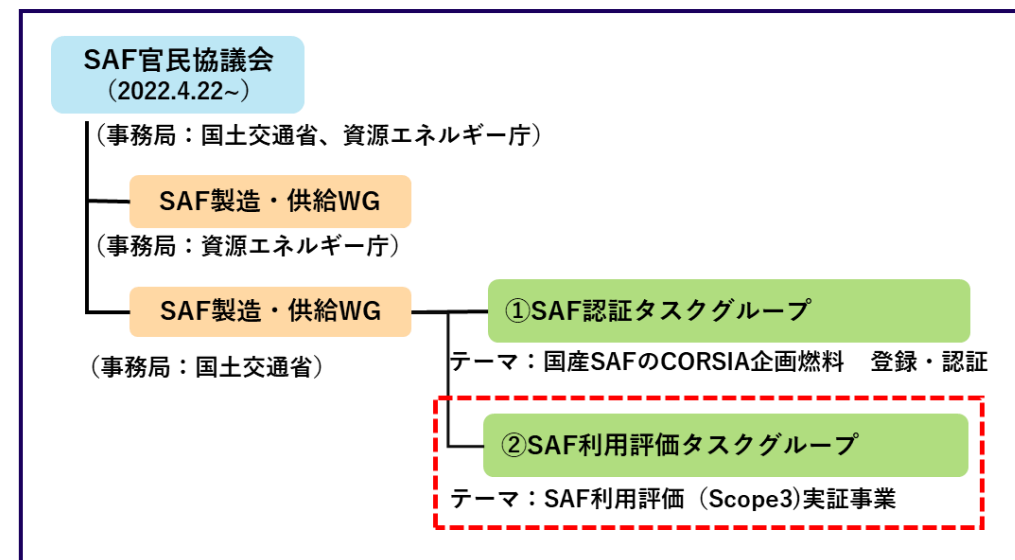 SAF官民協議会
（2022.4.22~）
（事務局：国土交通省、資源エネルギー庁）
SAF製造・供給WG
（事務局：資源エネルギー庁）
SAF製造・供給WG
（事務局：国土交通省）
①SAF認証タスクグループ
テーマ：国産SAFのCORSIA企画燃料　登録・認証
②SAF利用評価タスクグループ
テーマ：SAF利用評価（Scope3)実証事業